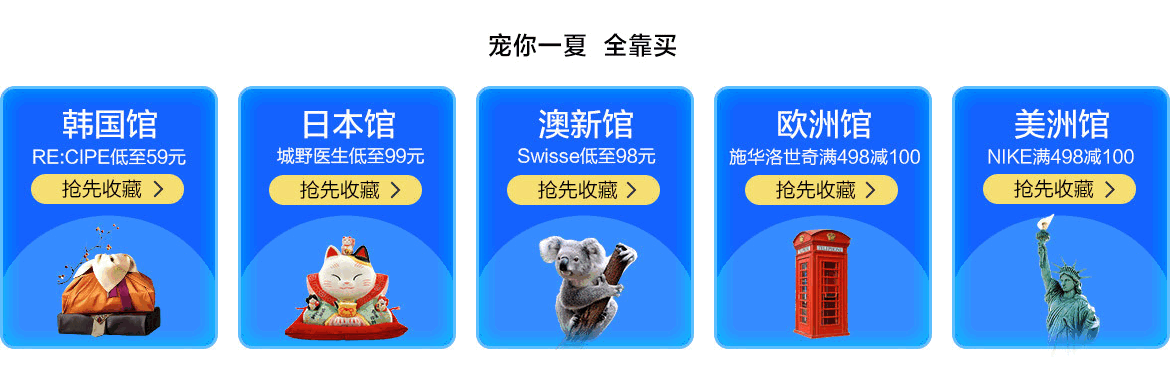 宠你一夏 全靠买
韩国馆
RE:CIPE低至59元
抢先收藏 >
日本馆
城野医生低至99元
抢先收藏 >
澳新馆
Swisse低至98元
抢先收藏 >
欧洲馆
施华洛世奇满498减100
抢先收藏 >
TELEPHONE
美洲馆
NIKE满498减100
抢先收藏 >